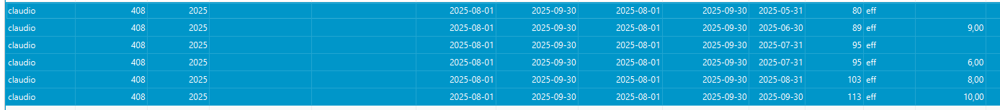 claudio 408 2025 2025-08-01 2025-09-30 2025-08-01 2025-09-30 2025-05-31 80 eff
claudio 408 2025 2025-08-01 2025-09-30 2025-08-01 2025-09-30 2025-06-30 89 eff 9,00
claudio 408 2025 2025-08-01 2025-09-30 2025-08-01 2025-09-30 2025-07-31 95 eff
claudio 408 2025 2025-08-01 2025-09-30 2025-08-01 2025-09-30 2025-07-31 95 eff 6,00
claudio 408 2025 2025-08-01 2025-09-30 2025-08-01 2025-09-30 2025-08-31 103 eff 8,00
claudio 408 2025 2025-08-01 2025-09-30 2025-08-01 2025-09-30 2025-09-30 113 eff 10,00